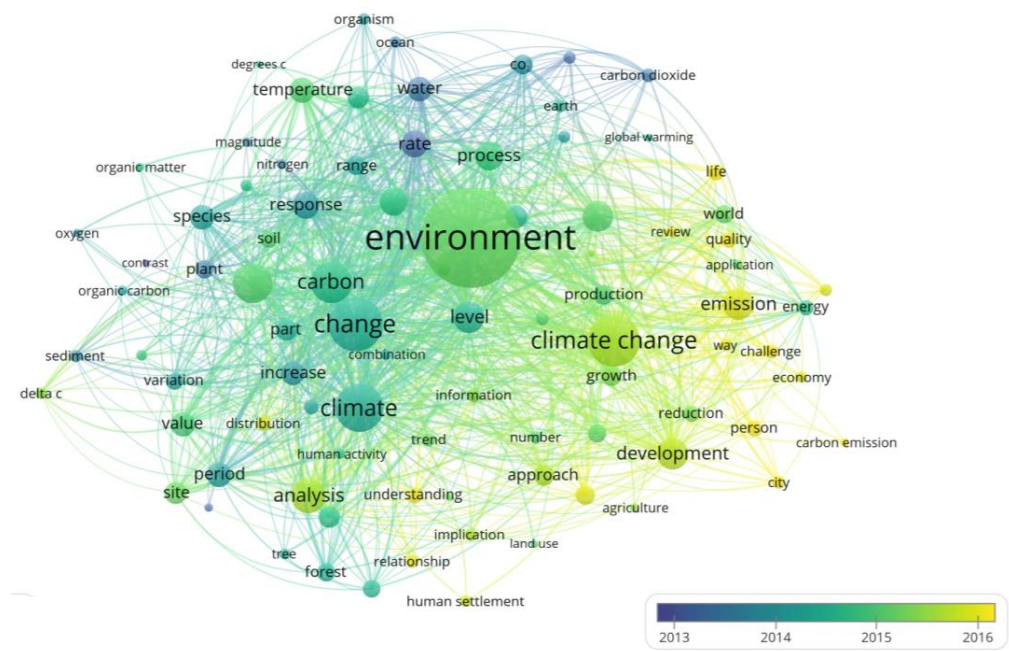 organism
ocean
degrees c
co.
carbon dioxide
temperature
water
earth
magnitude
rate
global warming
organic matter
nitrogen
range
process
life
species
response
world
oxygen
soil
environment
review
quality
contrast
plant
application
organic carbon
carbon
production
emission
energy
part
change
level
climate change
way
challenge
sediment
combination
variation
increase
growth
economy
delta c
information
climate
reduction
value
distribution
trend
number
person
carbon emission
human activity
development
period
approach
city
site
analysis
understanding
agriculture
implication
land use
tree
forest
relationship
human settlement
2013 2014 2015 2016